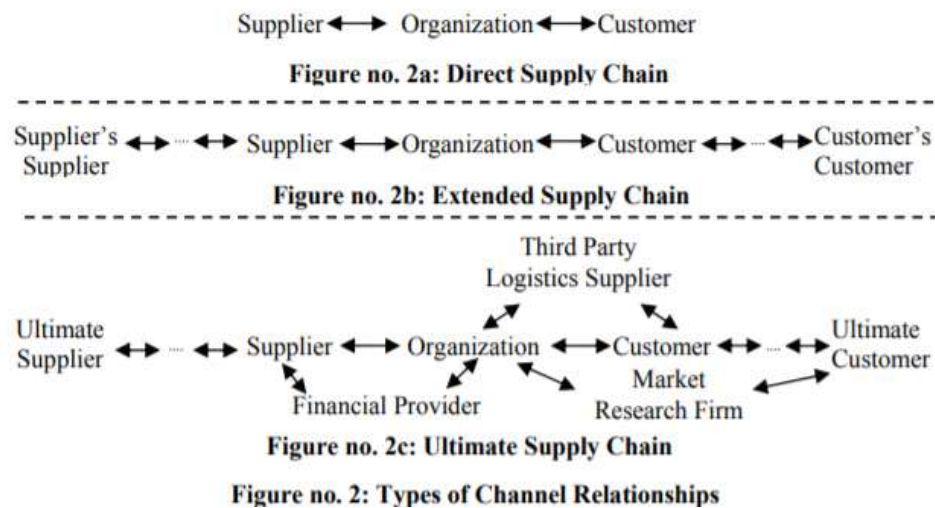 Supplier Organization Customer
Figure no. 2a: Direct Supply Chain
Supplier's Supplier .... Supplier Organization Customer .... Customer's Customer
Figure no. 2b: Extended Supply Chain
Third Party
Logistics Supplier
Ultimate Supplier .... Supplier Organization Customer .... Ultimate Customer
Financial Provider
Market
Research Firm
Figure no. 2c: Ultimate Supply Chain
Figure no. 2: Types of Channel Relationships